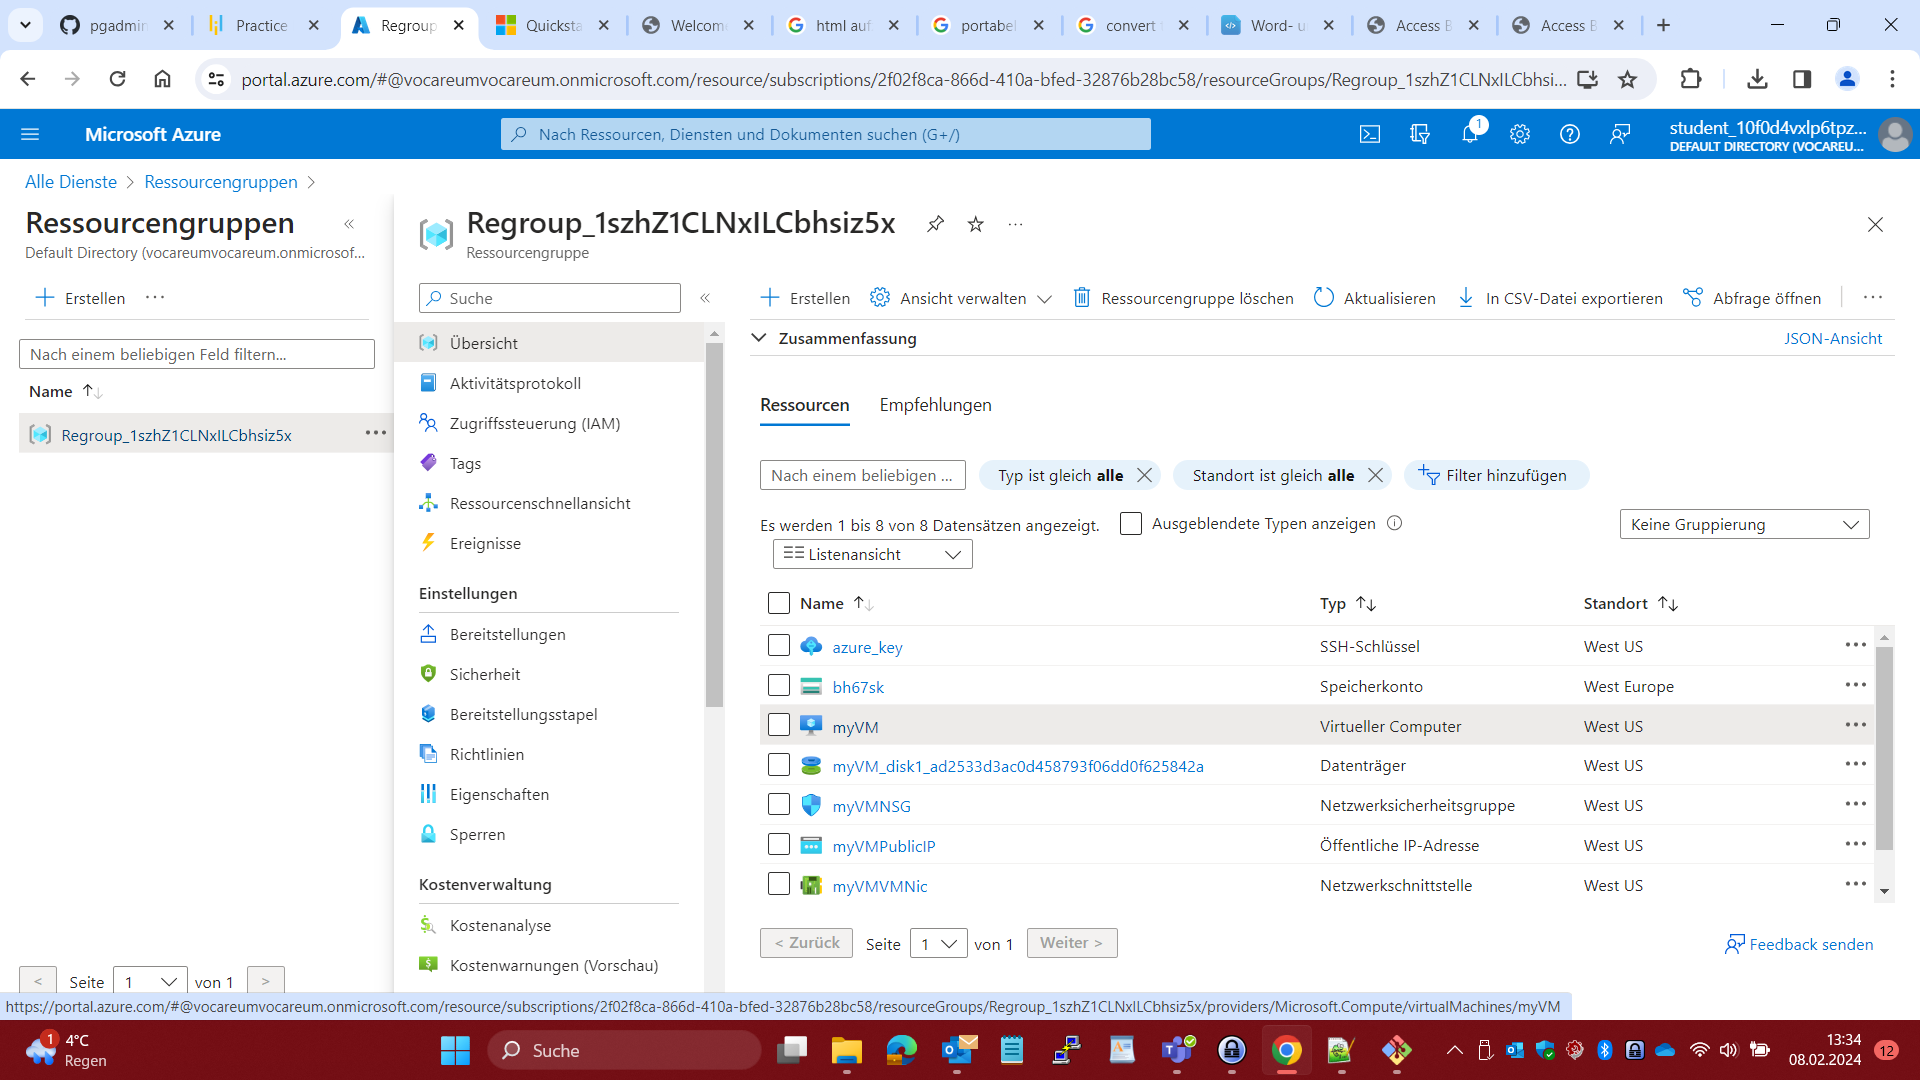 pgadmin
Practice
Regroup
Quicksta
Welcome
html auf
portabel
convert
Word- u
Access B
Access B
portal.azure.com/#@vocareumvocareum.onmicrosoft.com/resource/subscriptions/2f02f8ca-866d-410a-bfed-32876b28bc58/resourceGroups/Regroup_1szhZ1CLNxILCbhsi...
Microsoft Azure
Nach Ressourcen, Diensten und Dokumenten suchen (G+/)
1
student_10f0d4vxlp6tpz...
DEFAULT DIRECTORY (VOCAREU...
Alle Dienste > Ressourcengruppen >
Ressourcengruppen
Default Directory (vocareumvocareum.onmicrosof...
Erstellen ...
Nach einem beliebigen Feld filtern...
Name
Regroup_1szhZ1CLNxILCbhsiz5x
< Seite 1 von 1 >
Regroup_1szhZ1CLNxILCbhsiz5x
Ressourcengruppe
Suche
Übersicht
Aktivitätsprotokoll
Zugriffssteuerung (IAM)
Tags
Ressourcenschnellansicht
Ereignisse
Einstellungen
Bereitstellungen
Sicherheit
Bereitstellungsstapel
Richtlinien
Eigenschaften
Sperren
Kostenverwaltung
Kostenanalyse
Kostenwarnungen (Vorschau)
Erstellen Ansicht verwalten Ressourcengruppe löschen Aktualisieren In CSV-Datei exportieren Abfrage öffnen ...
Zusammenfassung JSON-Ansicht
Ressourcen Empfehlungen
Nach einem beliebigen ... Typ ist gleich alle Standort ist gleich alle Filter hinzufügen
Es werden 1 bis 8 von 8 Datensätzen angezeigt. Ausgeblendete Typen anzeigen Keine Gruppierung
Listenansicht
Name Typ Standort
azure_key SSH-Schlüssel West US
bh67sk Speicherkonto West Europe
myVM Virtueller Computer West US
myVM_disk1_ad2533d3ac0d458793f06dd0f625842a Datenträger West US
myVMNSG Netzwerksicherheitsgruppe West US
myVMPublicIP Öffentliche IP-Adresse West US
myVMVMNic Netzwerkschnittstelle West US
< Zurück Seite 1 von 1 Weiter > Feedback senden
https://portal.azure.com/#@vocareumvocareum.onmicrosoft.com/resource/subscriptions/2f02f8ca-866d-410a-bfed-32876b28bc58/resourceGroups/Regroup_1szhZ1CLNxILCbhsiz5x/providers/Microsoft.Compute/virtualMachines/myVM
1
4°C
Regen
Suche
1
13:34
08.02.2024
12